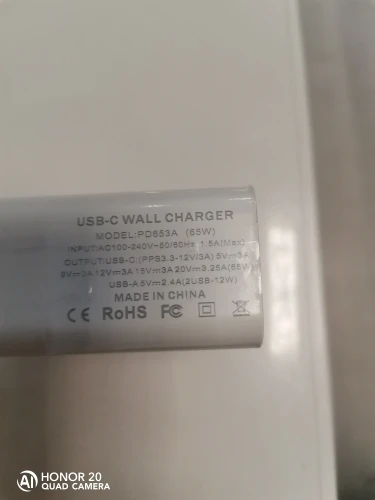 USB-C WALL CHARGER
MODEL:PD653A (65W)
INPUT:AC100-240V~50/60Hz 1.5A(Max)
OUTPUT:USB-C:(PPS3.3-12V/3A) 5V=3A
9V=3A 12V=3A 15V=3A 20V=3.25A(65W)
USB-A5V=2.4A(2USB-12W)
MADE IN CHINA
CE RoHS FC
HONOR 20
QUAD CAMERA